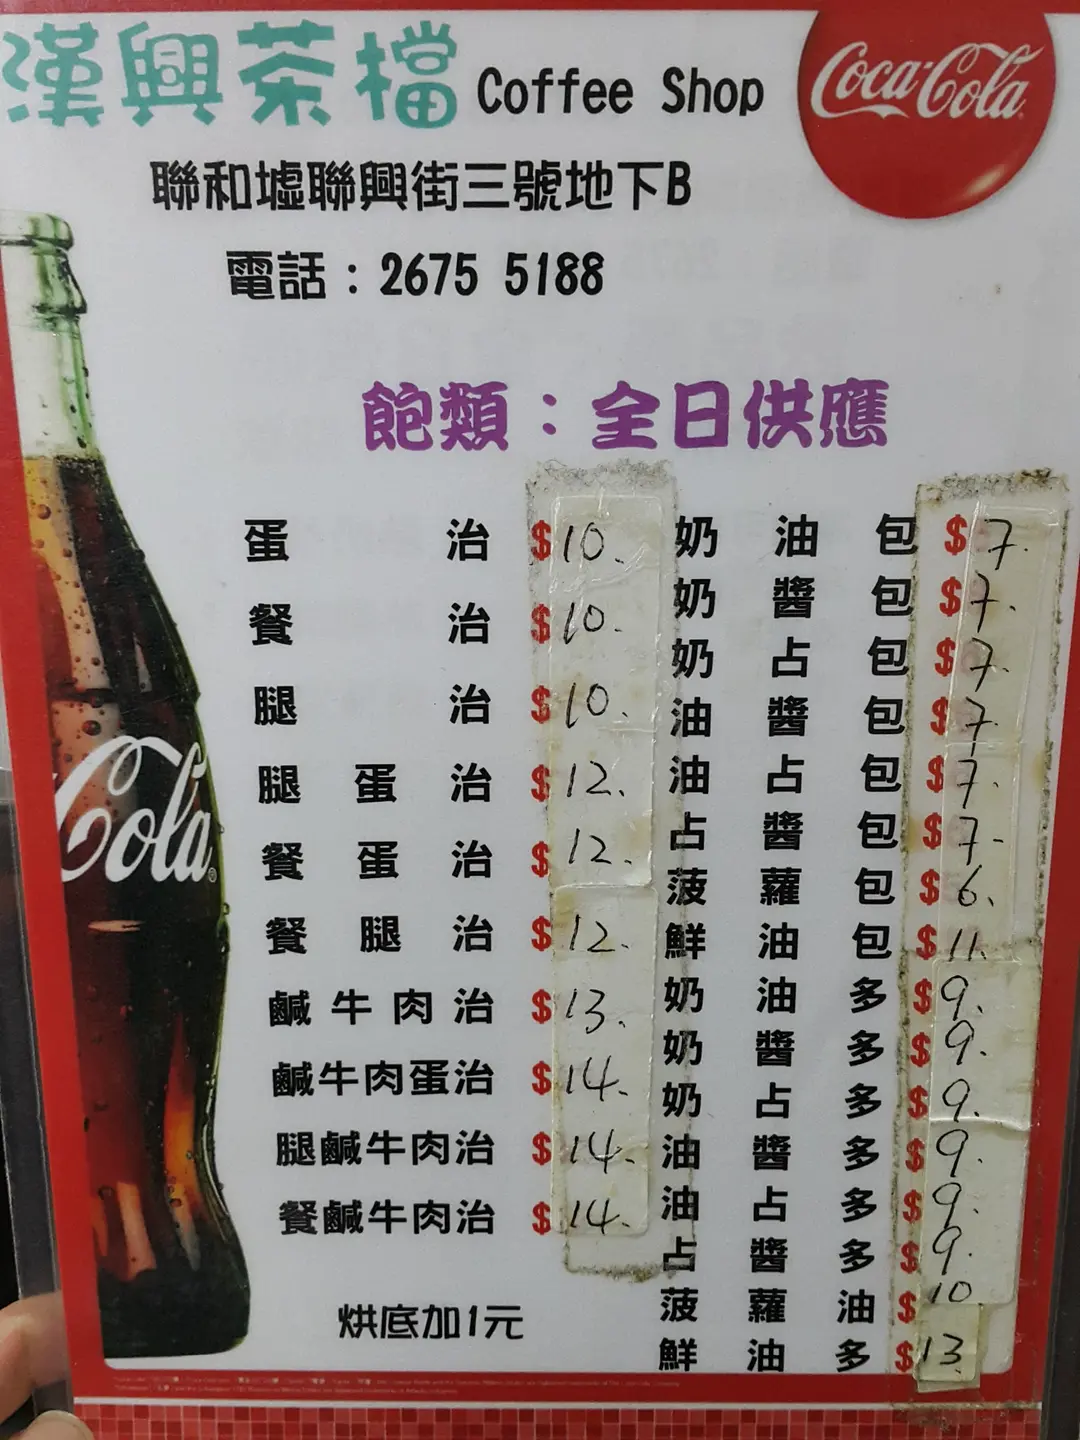 漢興茶檔 Coffee Shop
Coca-Cola
聯和墟聯興街三號地下B
電話：2675 5188
飽類：全日供應
蛋治 $10.
餐治 $10.
腿治 $10.
腿蛋治 $12.
餐蛋治 $12.
餐腿治 $12.
鹹牛肉治 $13.
鹹牛肉蛋治 $14.
腿鹹牛肉治 $14.
餐鹹牛肉治 $14.
烘底加1元
奶油包 $7.
奶醬包 $7.
奶占包 $7.
油醬包 $7.
油占包 $7.
占醬包 $7.
菠蘿包 $6.
鮮油包 $11.
奶油多 $9.
奶醬多 $9.
奶占多 $9.
油醬多 $9.
油占多 $9.
占醬多 $9.
菠蘿油 $10
鮮油多 $13.
Cola